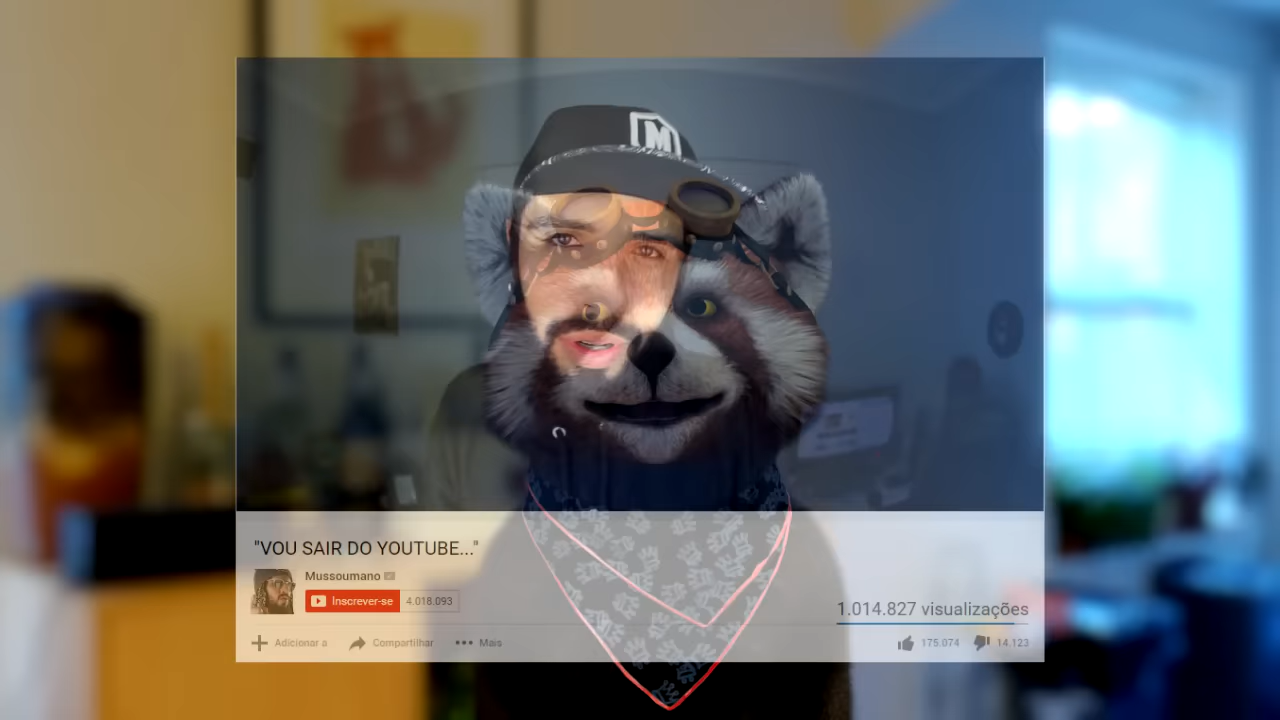 M
"VOU SAIR DO YOUTUBE..."
Mussoumano
Inscrever-se 4.018.093
1.014.827 visualizações
Adicionar a Compartilhar ••• Mais
175.074 14.123